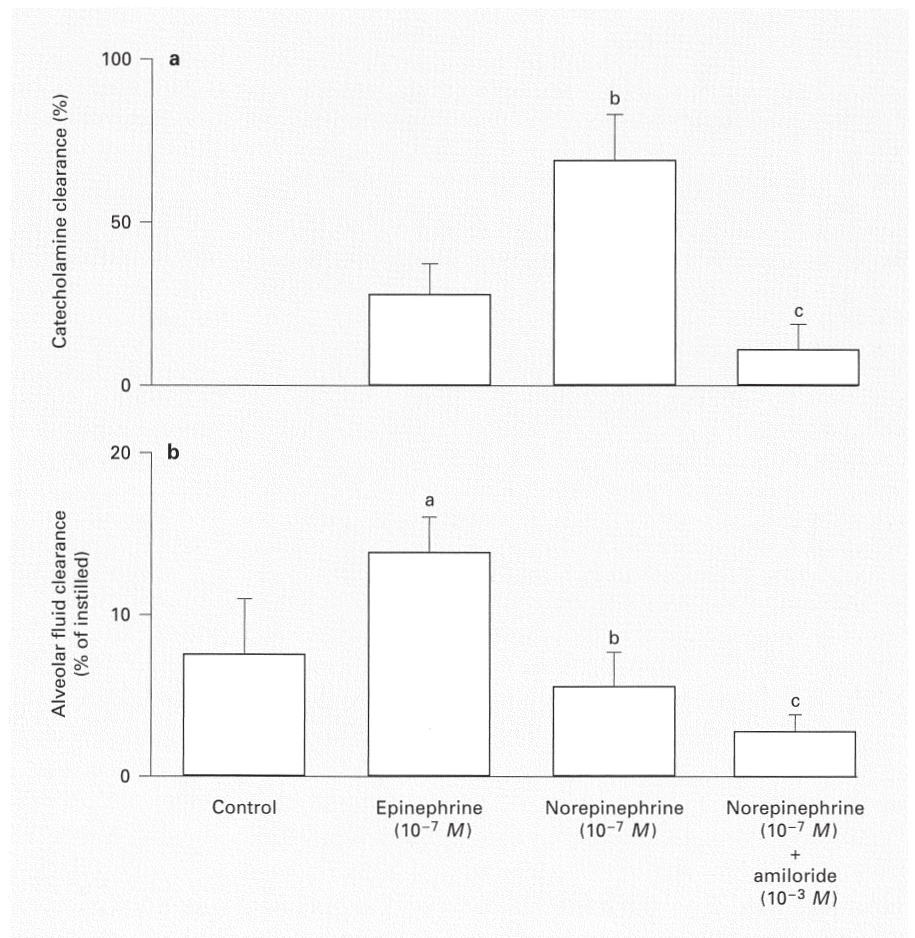 100
a
b
Catecholamine clearance (%)
50
c
0
20
b
a
Alveolar fluid clearance
(% of instilled)
10
b
c
0
Control
Epinephrine
(10⁻⁷ M)
Norepinephrine
(10⁻⁷ M)
Norepinephrine
(10⁻⁷ M)
+
amiloride
(10⁻³ M)